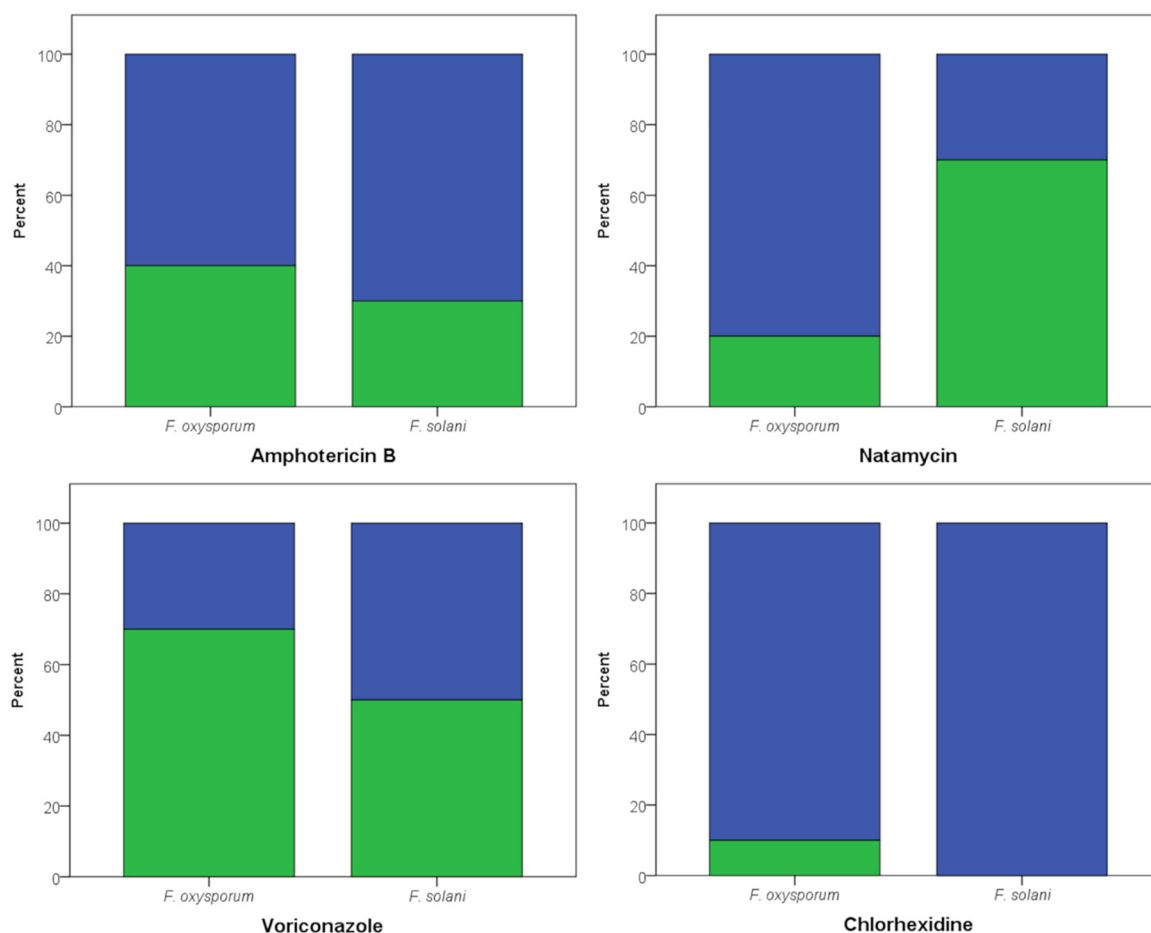 100
80
60
40
20
0
Percent
F. oxysporum
F. solani
Amphotericin B
100
80
60
40
20
0
Percent
F. oxysporum
F. solani
Natamycin
100
80
60
40
20
0
Percent
F. oxysporum
F. solani
Voriconazole
100
80
60
40
20
0
Percent
F. oxysporum
F. solani
Chlorhexidine